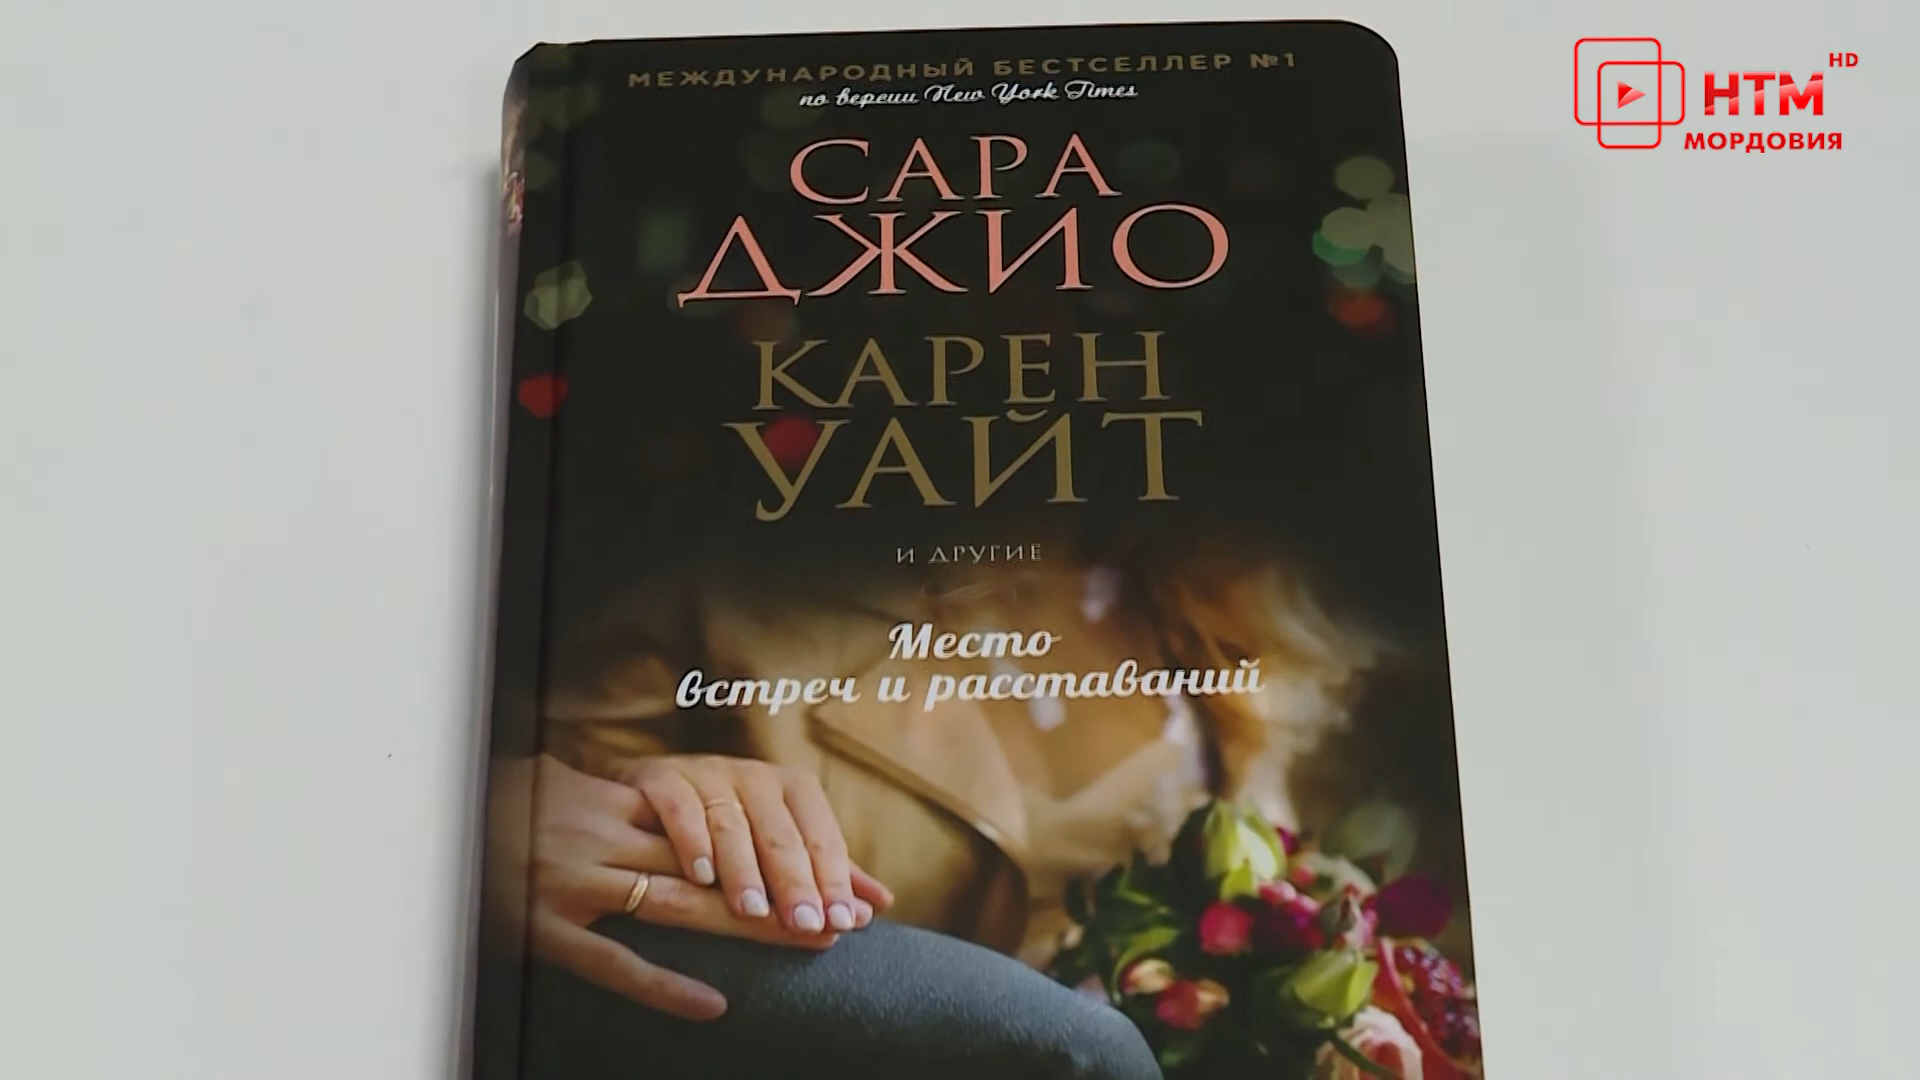 МЕЖДУНАРОДНЫЙ БЕСТСЕЛЛЕР №1
по версии New York Times
САРА
ДЖИО
КАРЕН
УАЙТ
И ДРУГИЕ
Место
встреч и расставаний
НТМ HD
МОРДОВИЯ